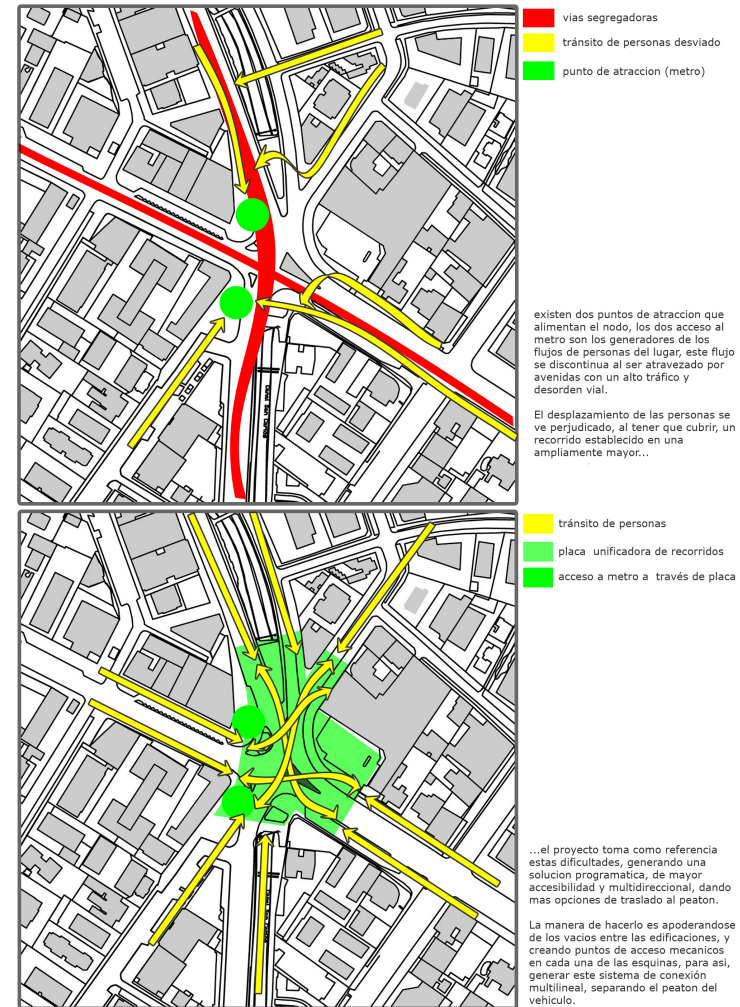 vias segregadoras
tránsito de personas desviado
punto de atraccion (metro)
existen dos puntos de atraccion que
alimentan el nodo, los dos acceso al
metro son los generadores de los
flujos de personas del lugar, este flujo
se discontinua al ser atravezado por
avenidas con un alto tráfico y
desorden vial.
El desplazamiento de las personas se
ve perjudicado, al tener que cubrir, un
recorrido establecido en una
ampliamente mayor...
tránsito de personas
placa unificadora de recorridos
acceso a metro a través de placa
...el proyecto toma como referencia
estas dificultades, generando una
solucion programatica, de mayor
accesibilidad y multidireccional, dando
mas opciones de traslado al peaton.
La manera de hacerlo es apoderandose
de los vacios entre las edificaciones, y
creando puntos de acceso mecanicos
en cada una de las esquinas, para asi,
generar este sistema de conexión
multilineal, separando el peaton del
vehiculo.